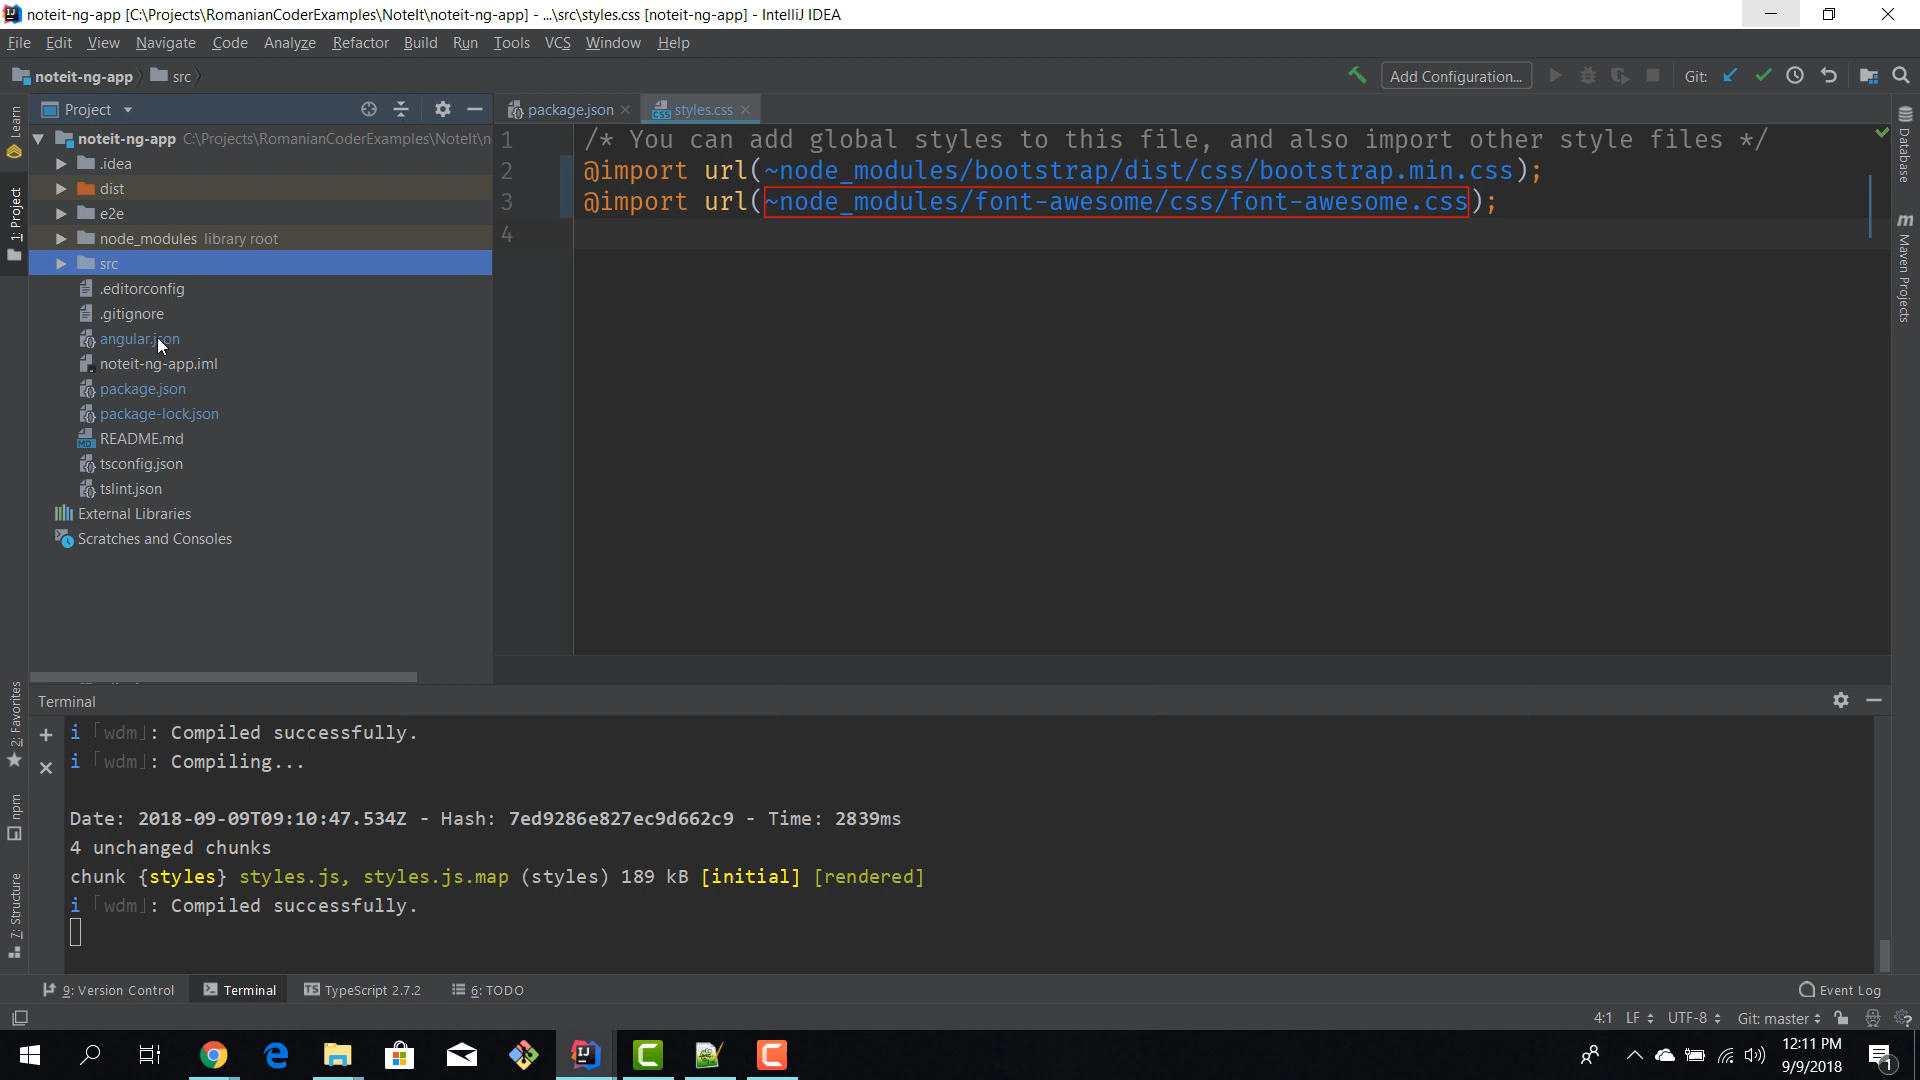 noteit-ng-app [C:\Projects\RomanianCoderExamples\NoteIt\noteit-ng-app] - ...\src\styles.css [noteit-ng-app] - IntelliJ IDEA
File Edit View Navigate Code Analyze Refactor Build Run Tools VCS Window Help
noteit-ng-app src Add Configuration... Git:
Project package.json styles.css
Learn
1: Project
2: Favorites
npm
7: Structure
noteit-ng-app C:\Projects\RomanianCoderExamples\NoteIt\n
.idea
dist
e2e
node_modules library root
src
.editorconfig
.gitignore
angular.json
noteit-ng-app.iml
package.json
package-lock.json
README.md
tsconfig.json
tslint.json
External Libraries
Scratches and Consoles
1 /* You can add global styles to this file, and also import other style files */
2 @import url(~node_modules/bootstrap/dist/css/bootstrap.min.css);
3 @import url(~node_modules/font-awesome/css/font-awesome.css);
4
Database
Maven Projects
Terminal
i ｢wdm｣: Compiled successfully.
i ｢wdm｣: Compiling...
Date: 2018-09-09T09:10:47.534Z - Hash: 7ed9286e827ec9d662c9 - Time: 2839ms
4 unchanged chunks
chunk {styles} styles.js, styles.js.map (styles) 189 kB [initial] [rendered]
i ｢wdm｣: Compiled successfully.
9: Version Control Terminal TypeScript 2.7.2 6: TODO Event Log
4:1 LF UTF-8 Git: master
12:11 PM
9/9/2018
1